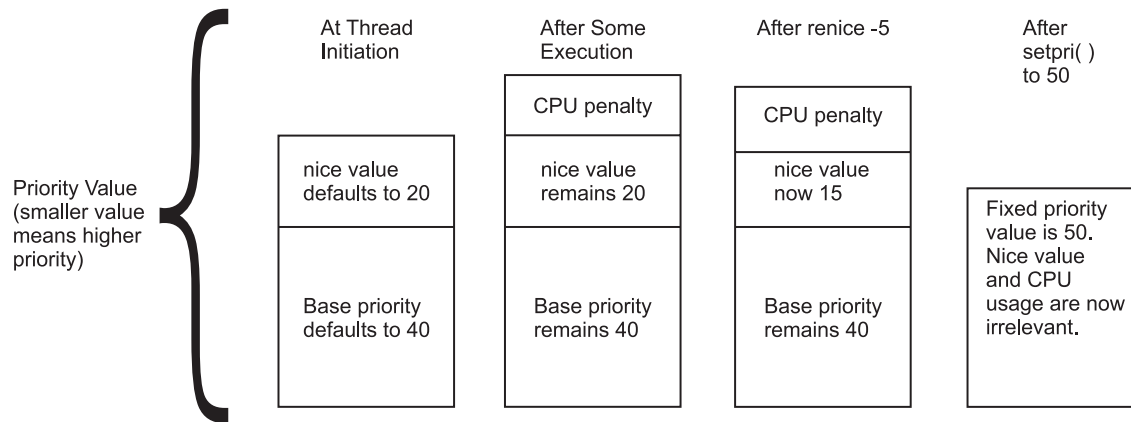 At Thread
Initiation
After Some
Execution
After renice -5
After
setpri( )
to 50
Priority Value
(smaller value
means higher
priority)
nice value
defaults to 20
Base priority
defaults to 40
CPU penalty
nice value
remains 20
Base priority
remains 40
CPU penalty
nice value
now 15
Base priority
remains 40
Fixed priority
value is 50.
Nice value
and CPU
usage are now
irrelevant.